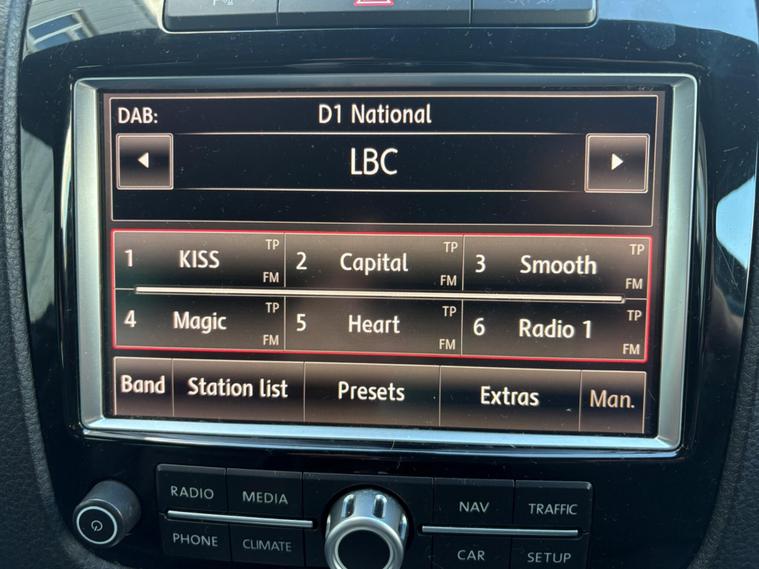 DAB: D1 National
LBC
1 KISS TP FM 2 Capital TP FM 3 Smooth TP FM
4 Magic TP FM 5 Heart TP FM 6 Radio 1 TP FM
Band Station list Presets Extras Man.
RADIO MEDIA NAV TRAFFIC
PHONE CLIMATE CAR SETUP